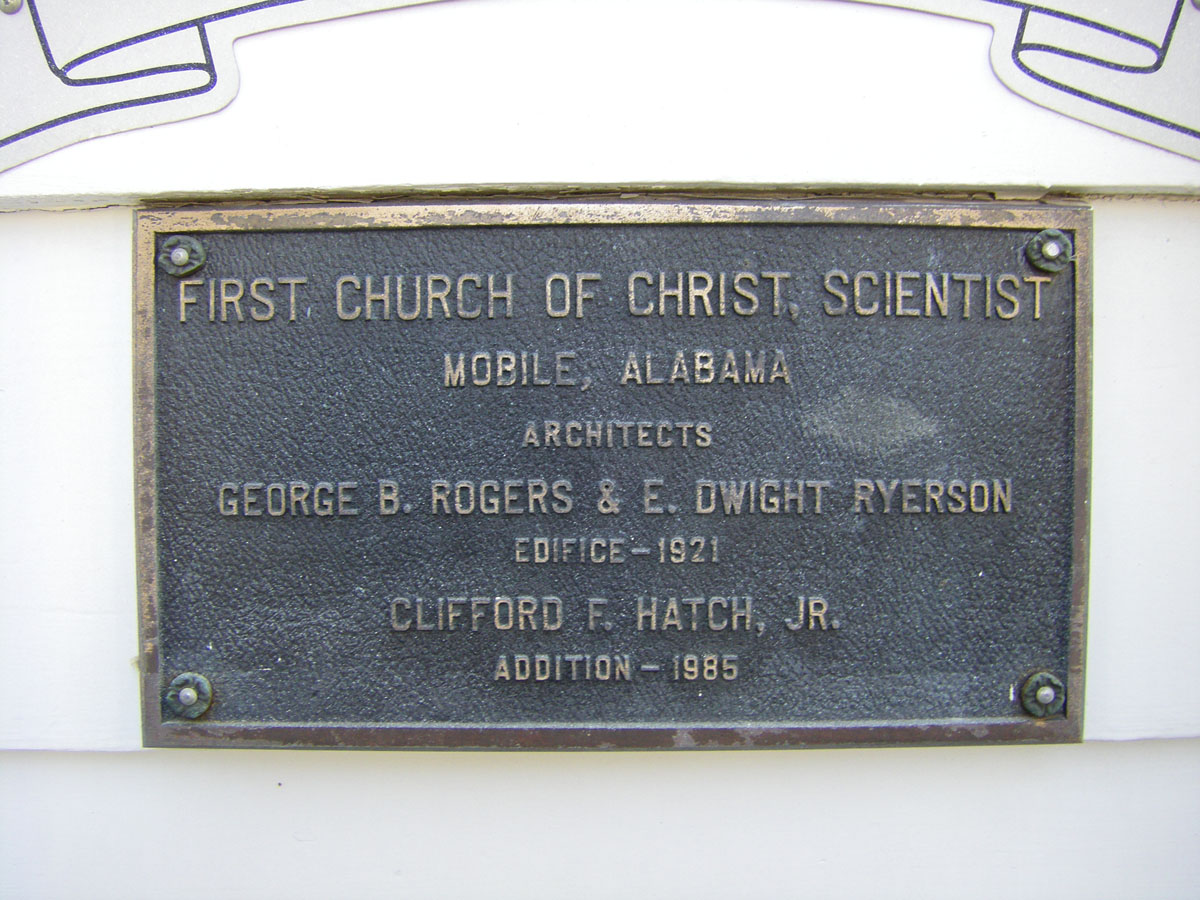 FIRST CHURCH OF CHRIST, SCIENTIST
MOBILE, ALABAMA
ARCHITECTS
GEORGE B. ROGERS & E. DWIGHT RYERSON
EDIFICE – 1921
CLIFFORD F. HATCH, JR.
ADDITION – 1985